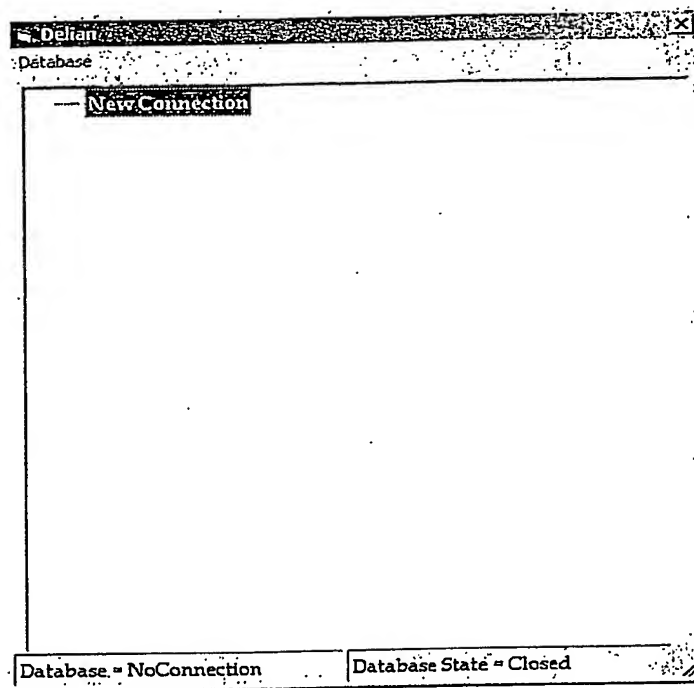 Delian
Database
New Connection
Database = NoConnection
Database State = Closed